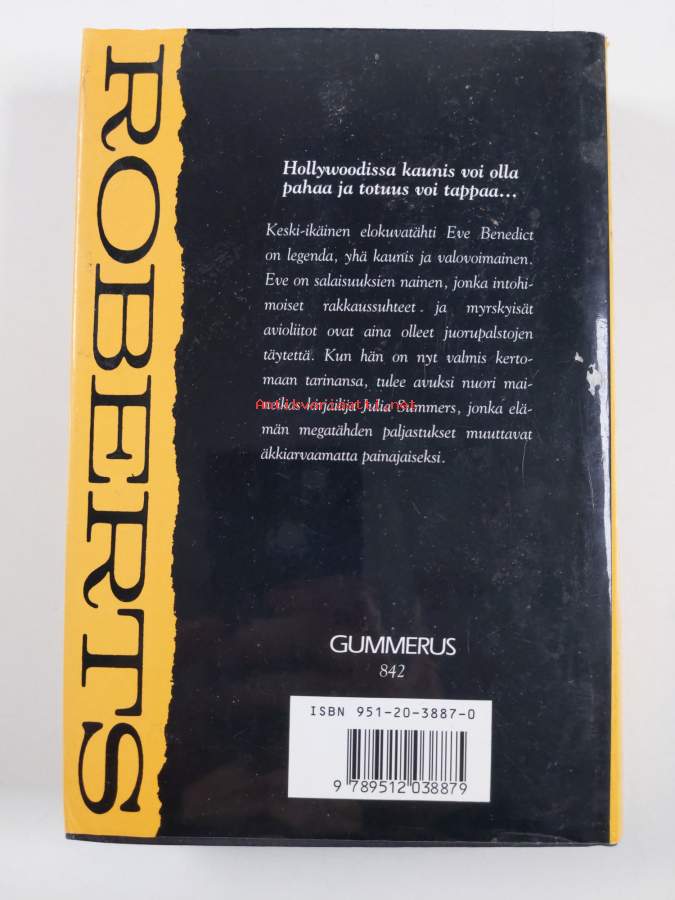 ROBERTS
Hollywoodissa kaunis voi olla
pahaa ja totuus voi tappaa...
Keski-ikäinen elokuvatähti Eve Benedict
on legenda, yhä kaunis ja valovoimainen.
Eve on salaisuuksien nainen, jonka intohi-
moiset rakkaussuhteet ja myrskyisät
avioliitot ovat aina olleet juorupalstojen
täytettä. Kun hän on nyt valmis kerto-
maan tarinansa, tulee avuksi nuori mai-
neikas kirjailija Julia Summers, jonka elä-
Antikvariaatti.net
män megatähden paljastukset muuttavat
äkkiarvaamatta painajaiseksi.
GUMMERUS
842
ISBN 951-20-3887-0
9 789512 038879